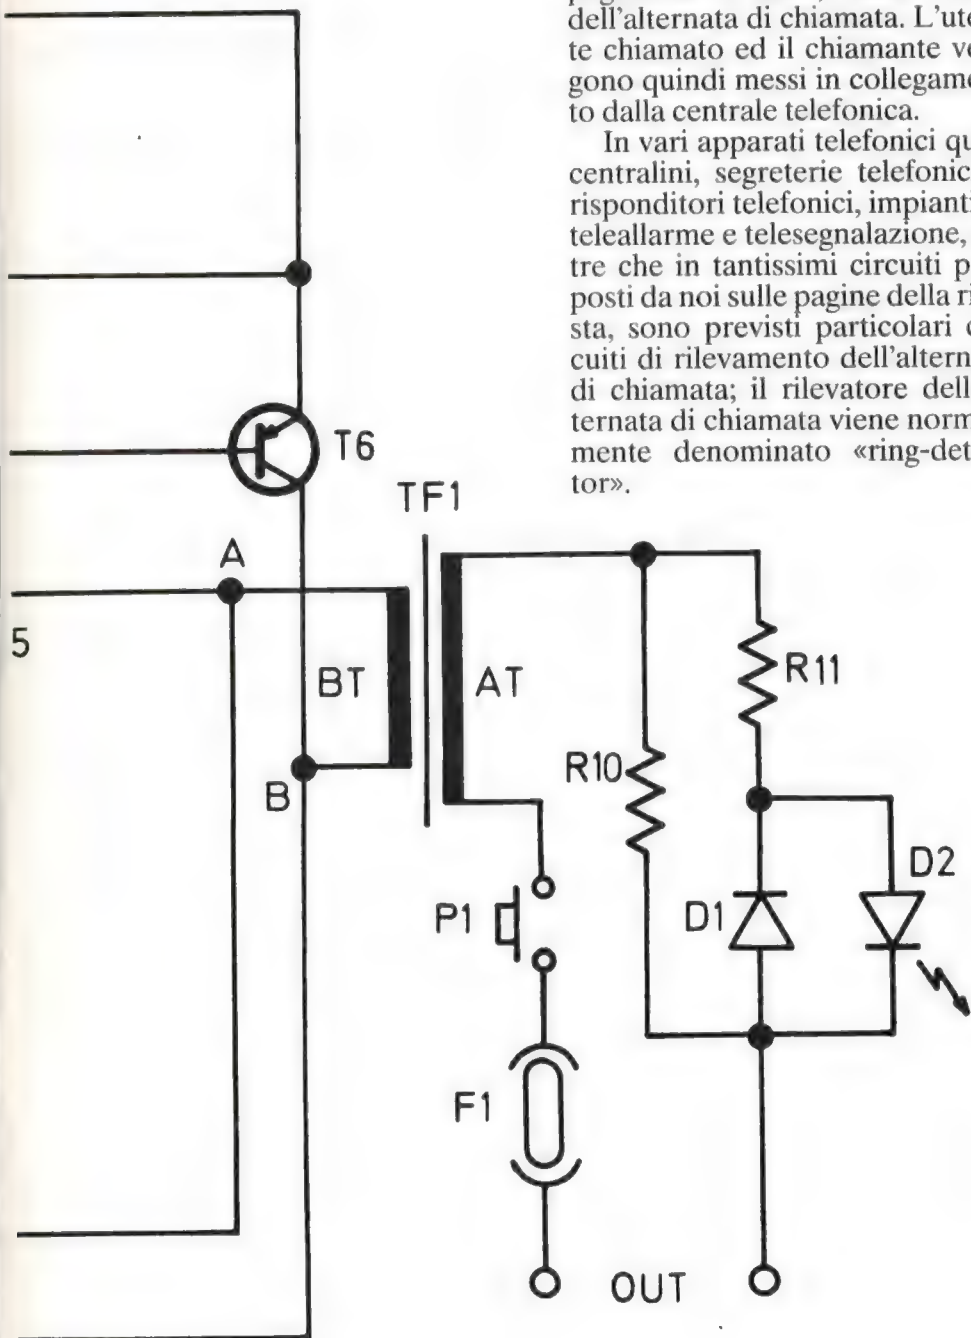 dell'alternata di chiamata. L'ute
te chiamato ed il chiamante ve
gono quindi messi in collegame
to dalla centrale telefonica.
In vari apparati telefonici qu
centralini, segreterie telefonic
risponditori telefonici, impianti
teleallarme e telesegnalazione,
tre che in tantissimi circuiti p
posti da noi sulle pagine della ri
sta, sono previsti particolari c
cuiti di rilevamento dell'altern
di chiamata; il rilevatore dell
ternata di chiamata viene norm
mente denominato «ring-det
tor».
T6
TF1
A
5
BT
AT
R11
R10
B
D2
P1
D1
F1
OUT